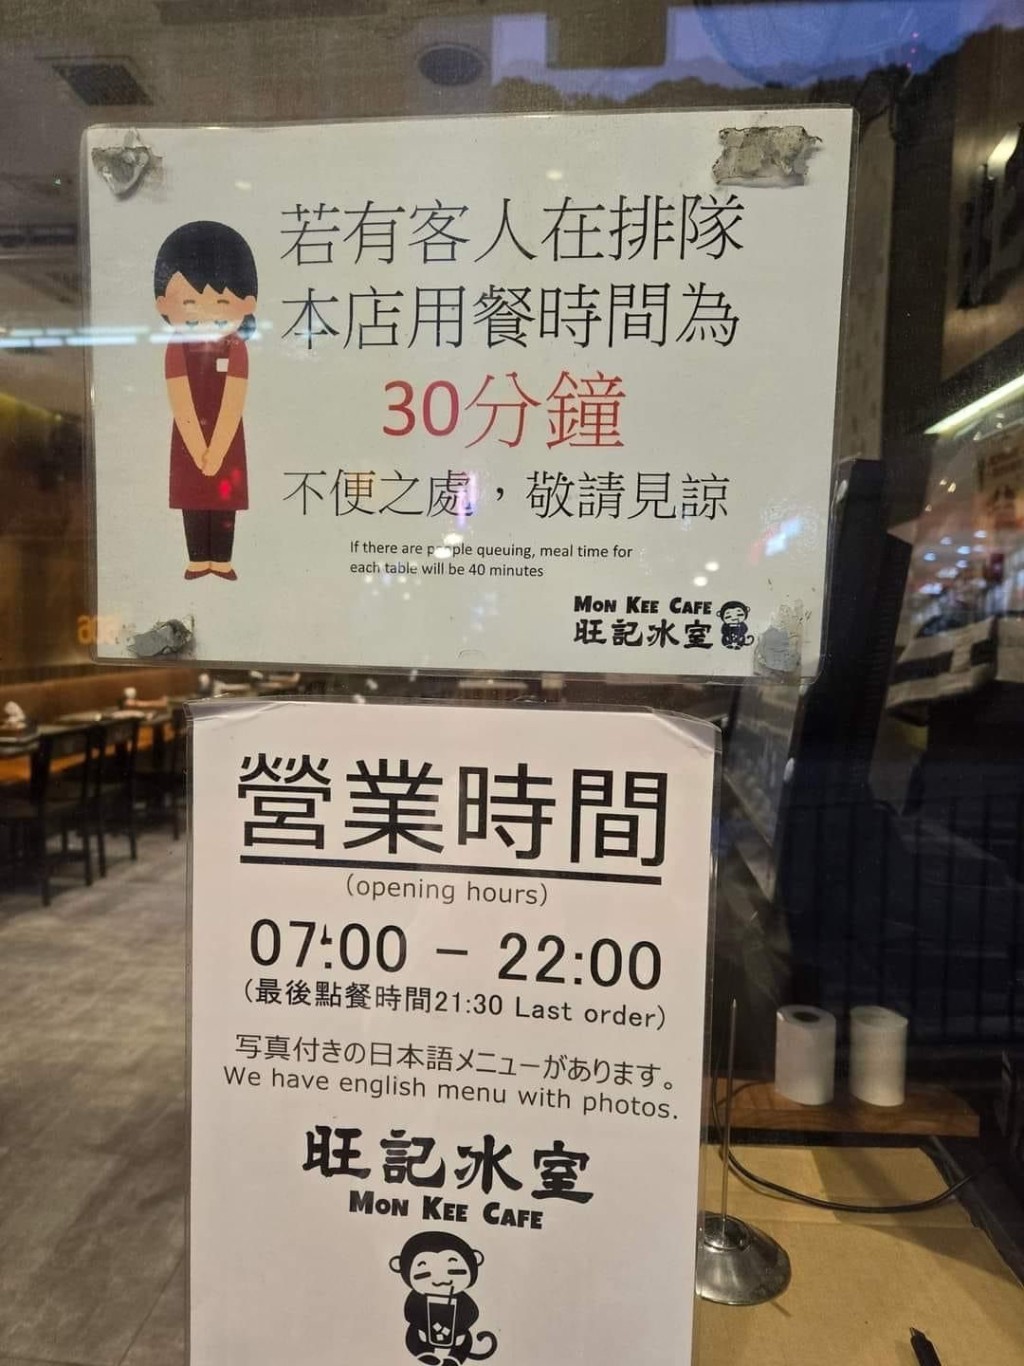 若有客人在排隊
本店用餐時間為
30分鐘
不便之處，敬請見諒
If there are people queuing, meal time for
each table will be 40 minutes
MON KEE CAFE
旺記冰室
營業時間
(opening hours)
07:00 - 22:00
(最後點餐時間21:30 Last order)
写真付きの日本語メニューがあります。
We have english menu with photos.
旺記冰室
MON KEE CAFE